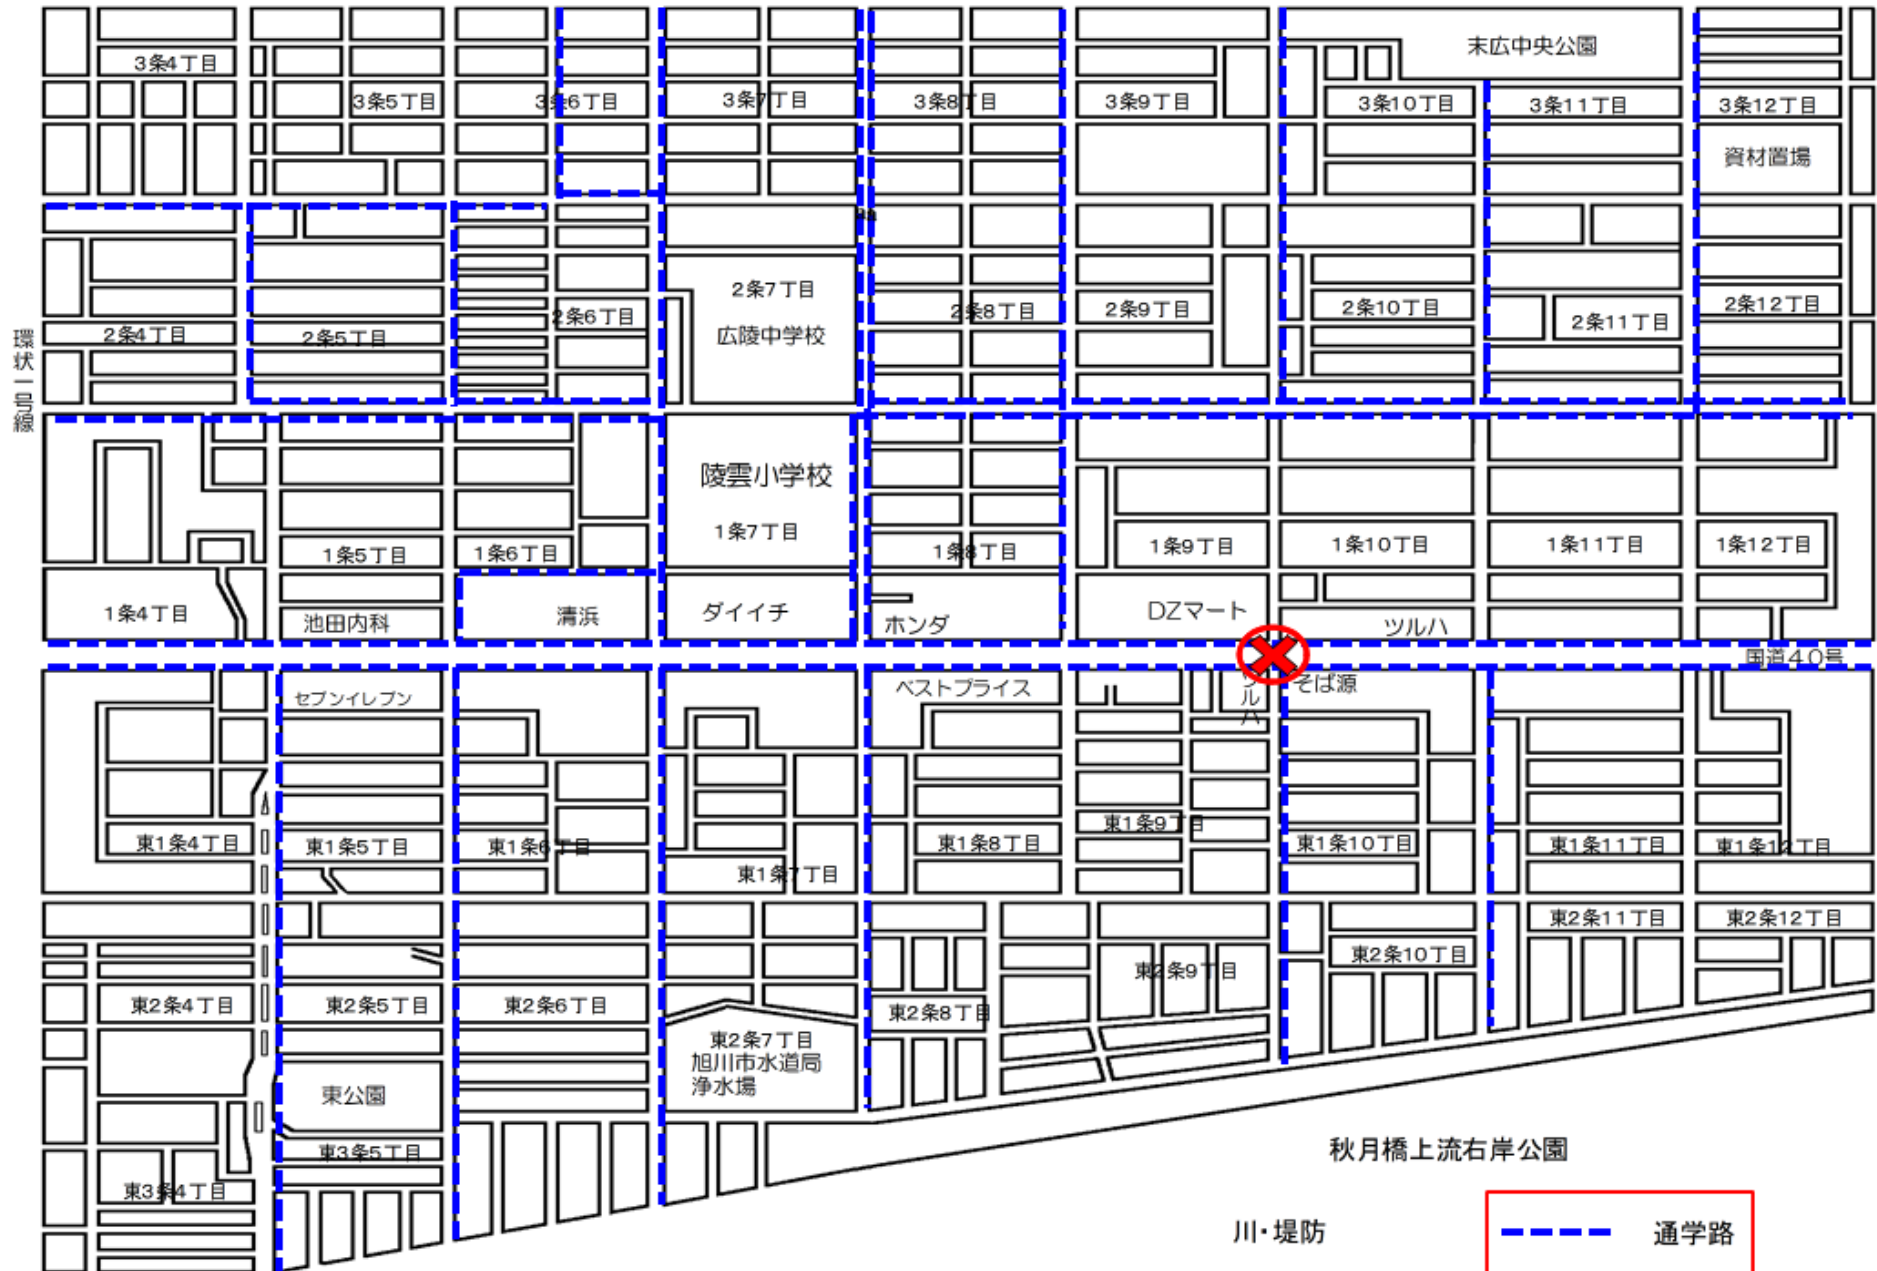 末広中央公園
3条4丁目
3条5丁目
3条6丁目
3条7丁目
3条8丁目
3条9丁目
3条10丁目
3条11丁目
3条12丁目
資材置場
2条4丁目
2条5丁目
2条6丁目
2条7丁目
広陵中学校
2条8丁目
2条9丁目
2条10丁目
2条11丁目
2条12丁目
環状一号線
陵雲小学校
1条7丁目
1条5丁目
1条6丁目
1条8丁目
1条9丁目
1条10丁目
1条11丁目
1条12丁目
1条4丁目
池田内科
清浜
ダイイチ
ホンダ
DZマート
ツルハ
国道40号
セブンイレブン
ベストプライス
ツルハ
そば源
東1条4丁目
東1条5丁目
東1条6丁目
東1条7丁目
東1条8丁目
東1条9丁目
東1条10丁目
東1条11丁目
東1条12丁目
東2条4丁目
東2条5丁目
東2条6丁目
東2条7丁目
旭川市水道局
浄水場
東2条8丁目
東2条9丁目
東2条10丁目
東2条11丁目
東2条12丁目
東公園
東3条5丁目
東3条4丁目
秋月橋上流右岸公園
川・堤防
通学路